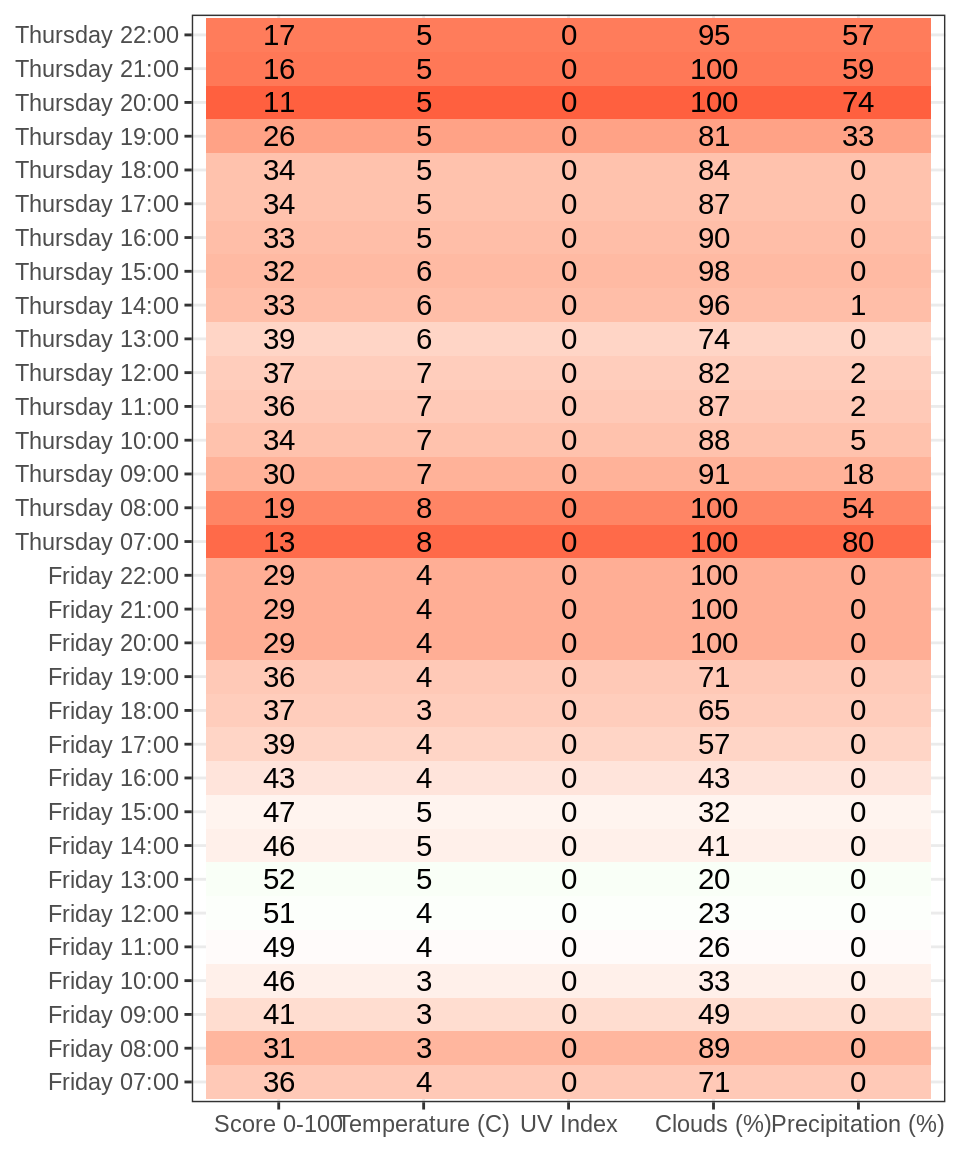 Thursday 22:00 17 5 0 95 57
Thursday 21:00 16 5 0 100 59
Thursday 20:00 11 5 0 100 74
Thursday 19:00 26 5 0 81 33
Thursday 18:00 34 5 0 84 0
Thursday 17:00 34 5 0 87 0
Thursday 16:00 33 5 0 90 0
Thursday 15:00 32 6 0 98 0
Thursday 14:00 33 6 0 96 1
Thursday 13:00 39 6 0 74 0
Thursday 12:00 37 7 0 82 2
Thursday 11:00 36 7 0 87 2
Thursday 10:00 34 7 0 88 5
Thursday 09:00 30 7 0 91 18
Thursday 08:00 19 8 0 100 54
Thursday 07:00 13 8 0 100 80
Friday 22:00 29 4 0 100 0
Friday 21:00 29 4 0 100 0
Friday 20:00 29 4 0 100 0
Friday 19:00 36 4 0 71 0
Friday 18:00 37 3 0 65 0
Friday 17:00 39 4 0 57 0
Friday 16:00 43 4 0 43 0
Friday 15:00 47 5 0 32 0
Friday 14:00 46 5 0 41 0
Friday 13:00 52 5 0 20 0
Friday 12:00 51 4 0 23 0
Friday 11:00 49 4 0 26 0
Friday 10:00 46 3 0 33 0
Friday 09:00 41 3 0 49 0
Friday 08:00 31 3 0 89 0
Friday 07:00 36 4 0 71 0
Score 0-100 Temperature (C) UV Index Clouds (%) Precipitation (%)